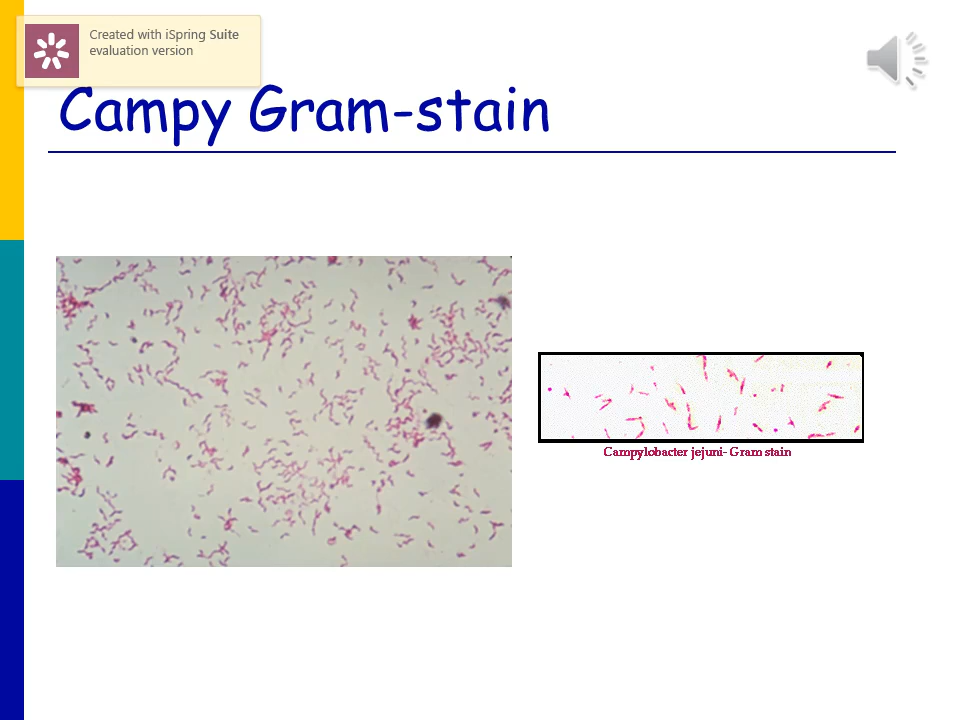 Created with iSpring Suite
evaluation version
Campy Gram-stain
Campylobacter jejuni- Gram stain